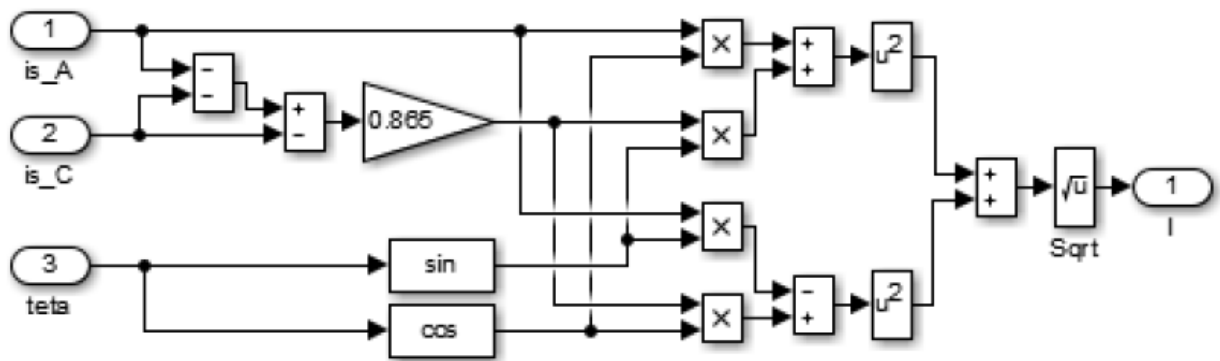 1
is_A
−
−
2
is_C
+
−
0.865
3
teta
sin
cos
×
×
×
×
+
+
−
+
u²
u²
+
+
√u
Sqrt
1
I